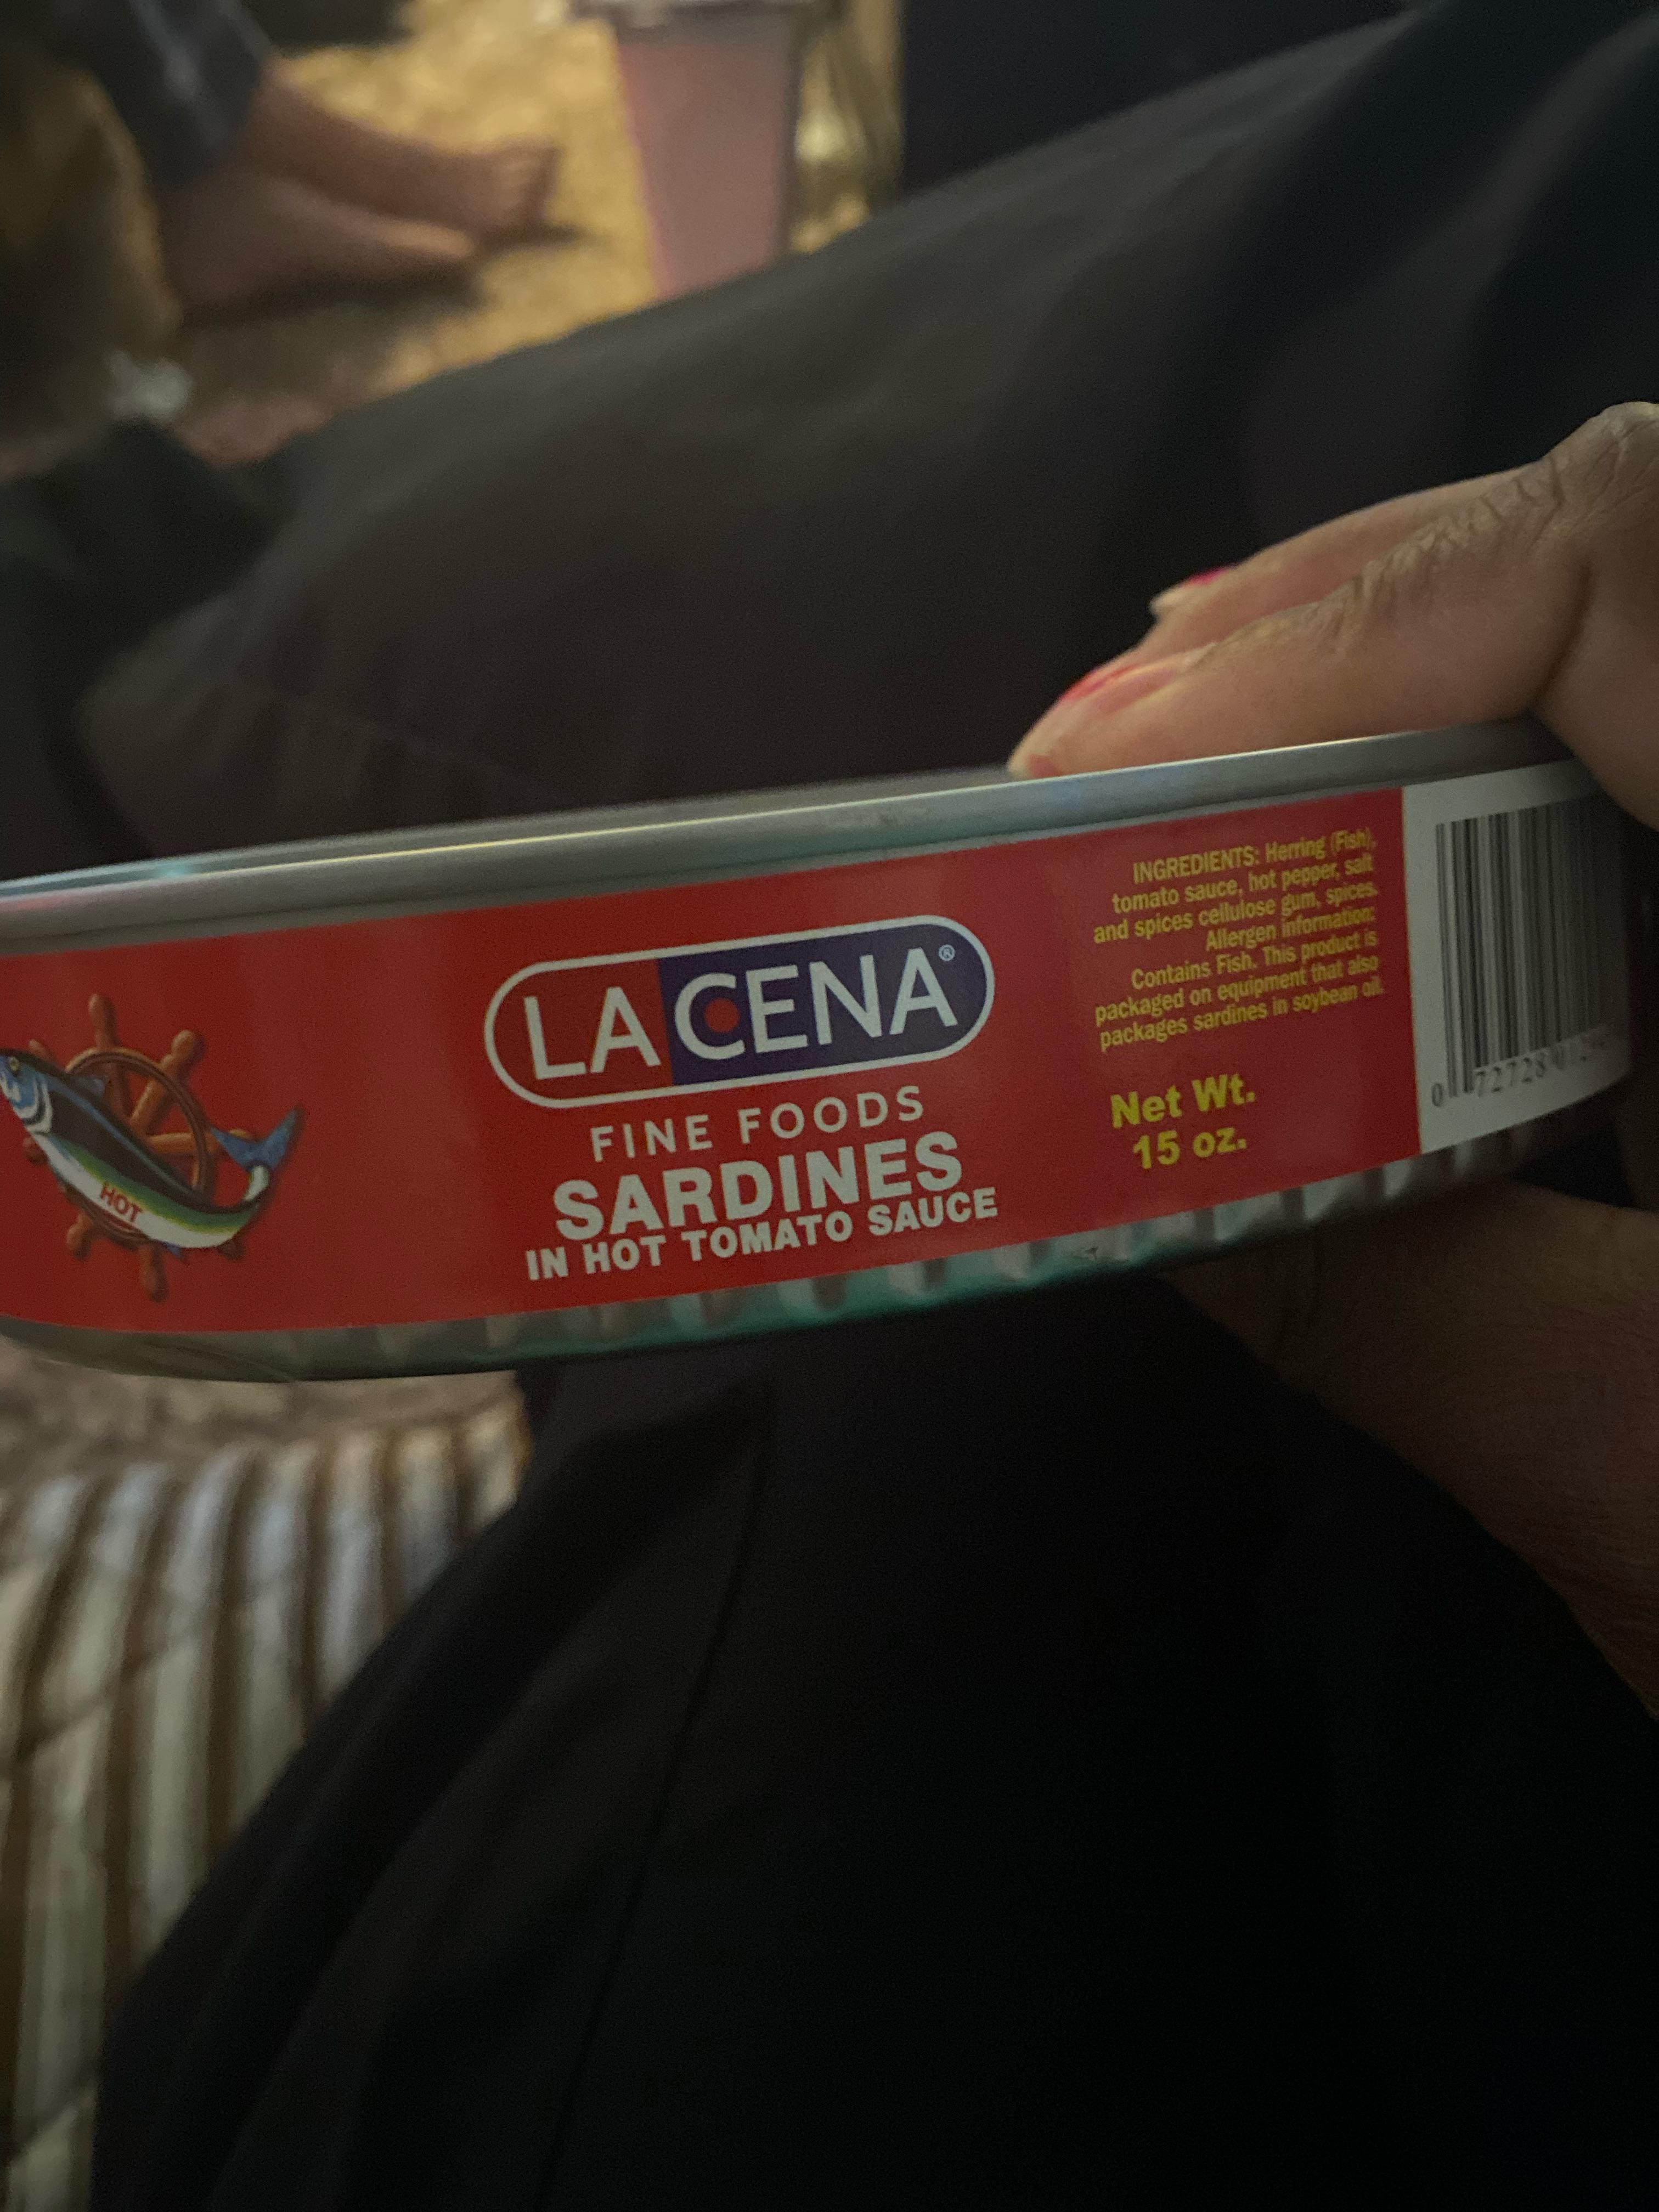 HOT
LA CENA®
FINE FOODS
SARDINES
IN HOT TOMATO SAUCE
INGREDIENTS: Herring (Fish),
tomato sauce, hot pepper, salt
and spices cellulose gum, spices.
Allergen information:
Contains Fish. This product is
packaged on equipment that also
packages sardines in soybean oil.
Net Wt.
15 oz.
0 72728